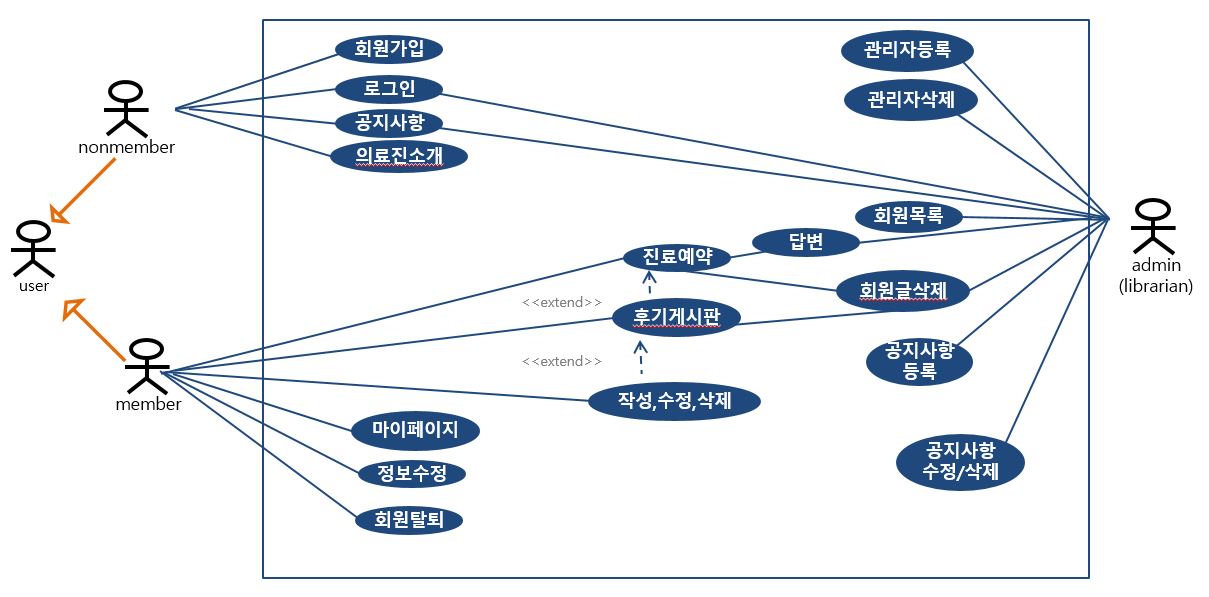 회원가입
로그인
공지사항
의료진소개
nonmember
user
member
관리자등록
관리자삭제
회원목록
답변
진료예약
회원글삭제
<<extend>>
후기게시판
공지사항
등록
<<extend>>
작성,수정,삭제
마이페이지
정보수정
회원탈퇴
공지사항
수정/삭제
admin
(librarian)